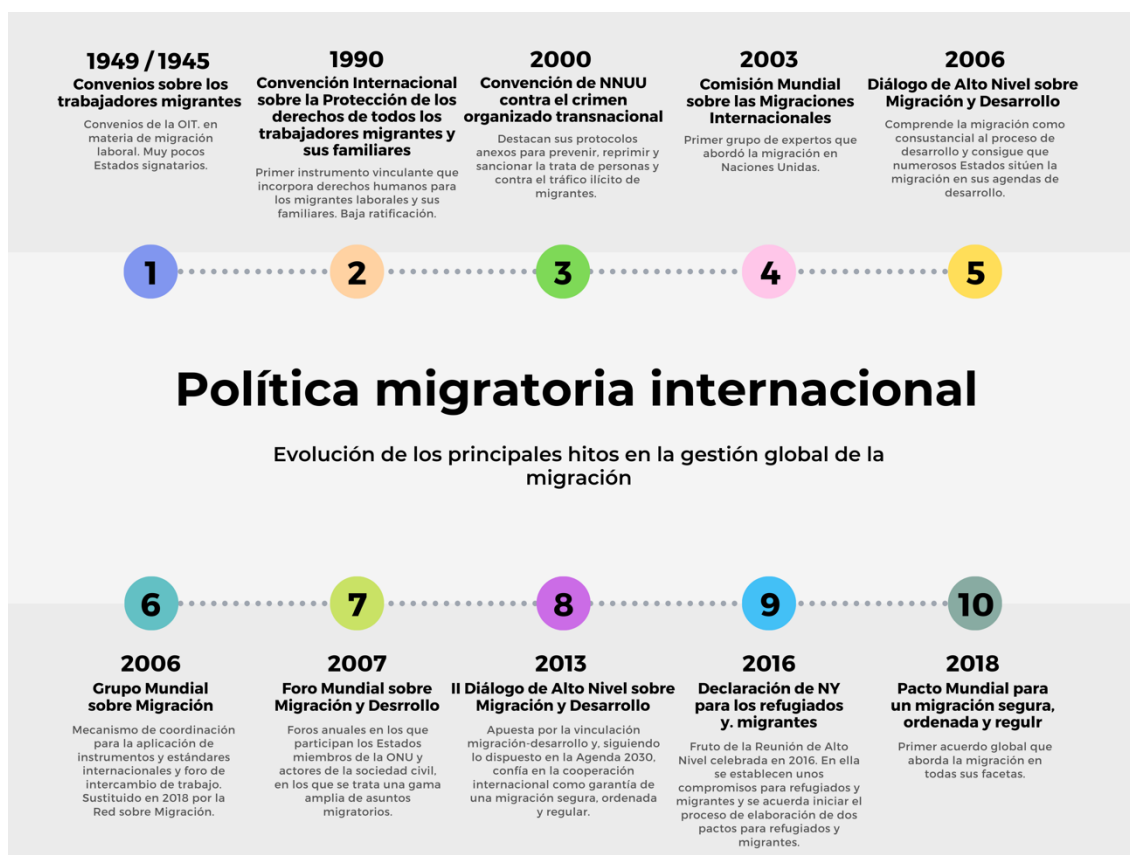 1949 / 1945
Convenios sobre los
trabajadores migrantes
Convenios de la OIT. en
materia de migración
laboral. Muy pocos
Estados signatarios.
1990
Convención Internacional
sobre la Protección de los
derechos de todos los
trabajadores migrantes y
sus familiares
Primer instrumento vinculante que
incorpora derechos humanos para
los migrantes laborales y sus
familiares. Baja ratificación.
2000
Convención de NNUU
contra el crimen
organizado transnacional
Destacan sus protocolos
anexos para prevenir, reprimir y
sancionar la trata de personas y
contra el tráfico ilícito de
migrantes.
2003
Comisión Mundial
sobre las Migraciones
Internacionales
Primer grupo de expertos que
abordó la migración en
Naciones Unidas.
2006
Diálogo de Alto Nivel sobre
Migración y Desarrollo
Comprende la migración como
consustancial al proceso de
desarrollo y consigue que
numerosos Estados sitúen la
migración en sus agendas de
desarrollo.
1
2
3
4
5
Política migratoria internacional
Evolución de los principales hitos en la gestión global de la
migración
6
7
8
9
10
2006
Grupo Mundial
sobre Migración
Mecanismo de coordinación
para la aplicación de
instrumentos y estándares
internacionales y foro de
intercambio de trabajo.
Sustituido en 2018 por la
Red sobre Migración.
2007
Foro Mundial sobre
Migración y Desrrollo
Foros anuales en los que
participan los Estados
miembros de la ONU y
actores de la sociedad civil,
en los que se trata una gama
amplia de asuntos
migratorios.
2013
II Diálogo de Alto Nivel sobre
Migración y Desarrollo
Apuesta por la vinculación
migración-desarrollo y, siguiendo
lo dispuesto en la Agenda 2030,
confía en la cooperación
internacional como garantía de
una migración segura, ordenada
y regular.
2016
Declaración de NY
para los refugiados
y. migrantes
Fruto de la Reunión de Alto
Nivel celebrada en 2016. En ella
se establecen unos
compromisos para refugiados y
migrantes y se acuerda iniciar el
proceso de elaboración de dos
pactos para refugiados y
migrantes.
2018
Pacto Mundial para
un migración segura,
ordenada y regulr
Primer acuerdo global que
aborda la migración en
todas sus facetas.